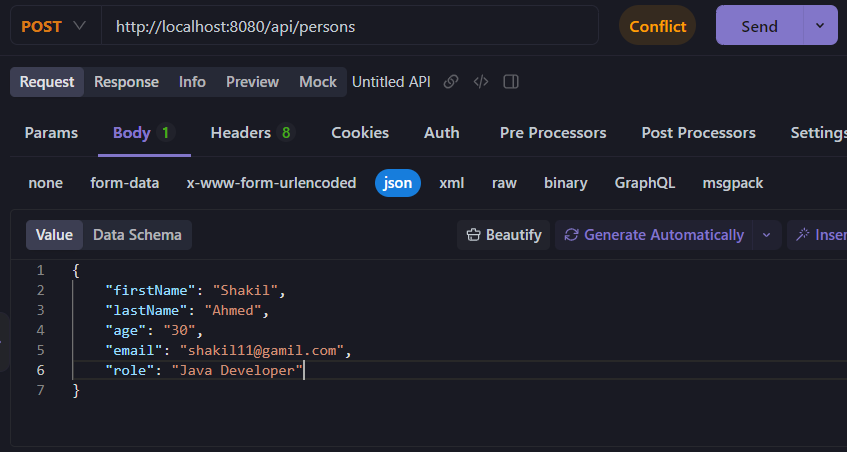 POST http://localhost:8080/api/persons Conflict Send
Request Response Info Preview Mock Untitled API
Params Body 1 Headers 8 Cookies Auth Pre Processors Post Processors Settings
none form-data x-www-form-urlencoded json xml raw binary GraphQL msgpack
Value Data Schema Beautify Generate Automatically Inser
1 {
2 "firstName": "Shakil",
3 "lastName": "Ahmed",
4 "age": "30",
5 "email": "shakil11@gamil.com",
6 "role": "Java Developer"
7 }